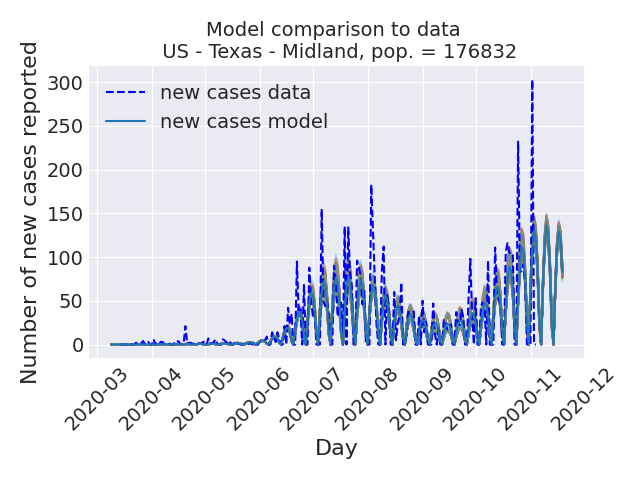 Model comparison to data
US - Texas - Midland, pop. = 176832
Number of new cases reported
300
250
200
150
100
50
0
new cases data
new cases model
2020-03
2020-04
2020-05
2020-06
2020-07
2020-08
2020-09
2020-10
2020-11
2020-12
Day